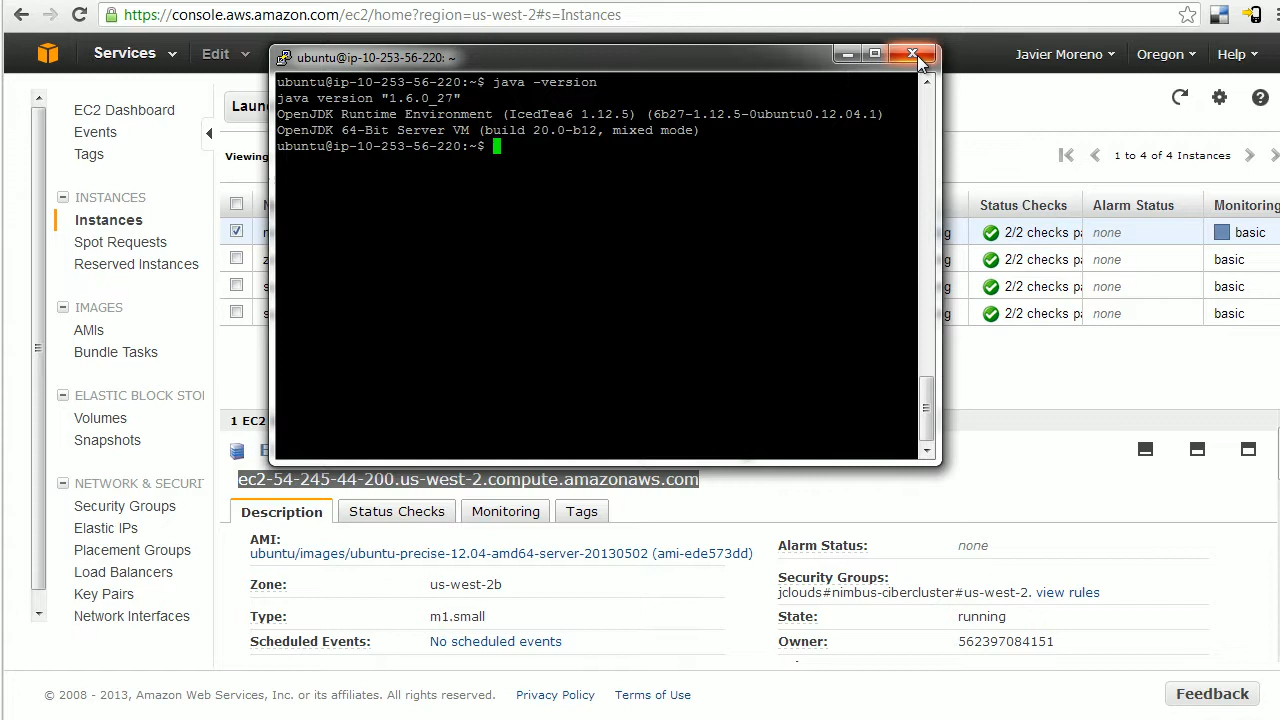 https://console.aws.amazon.com/ec2/home?region=us-west-2#s=Instances
Services
Edit
Javier Moreno
Oregon
Help
ubuntu@ip-10-253-56-220: ~
ubuntu@ip-10-253-56-220:~$ java -version
java version "1.6.0_27"
OpenJDK Runtime Environment (IcedTea6 1.12.5) (6b27-1.12.5-0ubuntu0.12.04.1)
OpenJDK 64-Bit Server VM (build 20.0-b12, mixed mode)
ubuntu@ip-10-253-56-220:~$
EC2 Dashboard
Events
Tags
INSTANCES
Instances
Spot Requests
Reserved Instances
IMAGES
AMIs
Bundle Tasks
ELASTIC BLOCK STO
Volumes
Snapshots
NETWORK & SECURI
Security Groups
Elastic IPs
Placement Groups
Load Balancers
Key Pairs
Network Interfaces
Viewing
1 to 4 of 4 Instances
Status Checks Alarm Status Monitoring
2/2 checks pa none basic
2/2 checks pa none basic
2/2 checks pa none basic
2/2 checks pa none basic
1 EC2
ec2-54-245-44-200.us-west-2.compute.amazonaws.com
Description Status Checks Monitoring Tags
AMI:
ubuntu/images/ubuntu-precise-12.04-amd64-server-20130502 (ami-ede573dd)
Zone: us-west-2b
Type: m1.small
Scheduled Events: No scheduled events
Alarm Status: none
Security Groups:
jclouds#nimbus-cibercluster#us-west-2. view rules
State: running
Owner: 562397084151
© 2008 - 2013, Amazon Web Services, Inc. or its affiliates. All rights reserved. Privacy Policy Terms of Use
Feedback